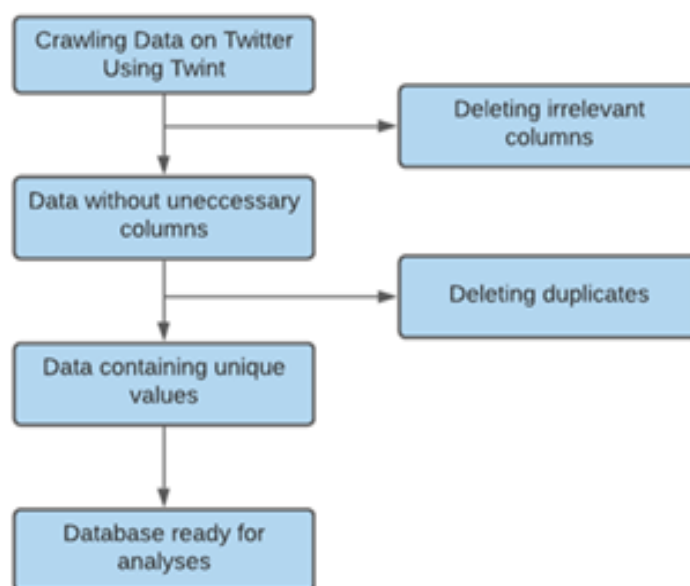 Crawling Data on Twitter
Using Twint
Deleting irrelevant
columns
Data without uneccessary
columns
Deleting duplicates
Data containing unique
values
Database ready for
analyses